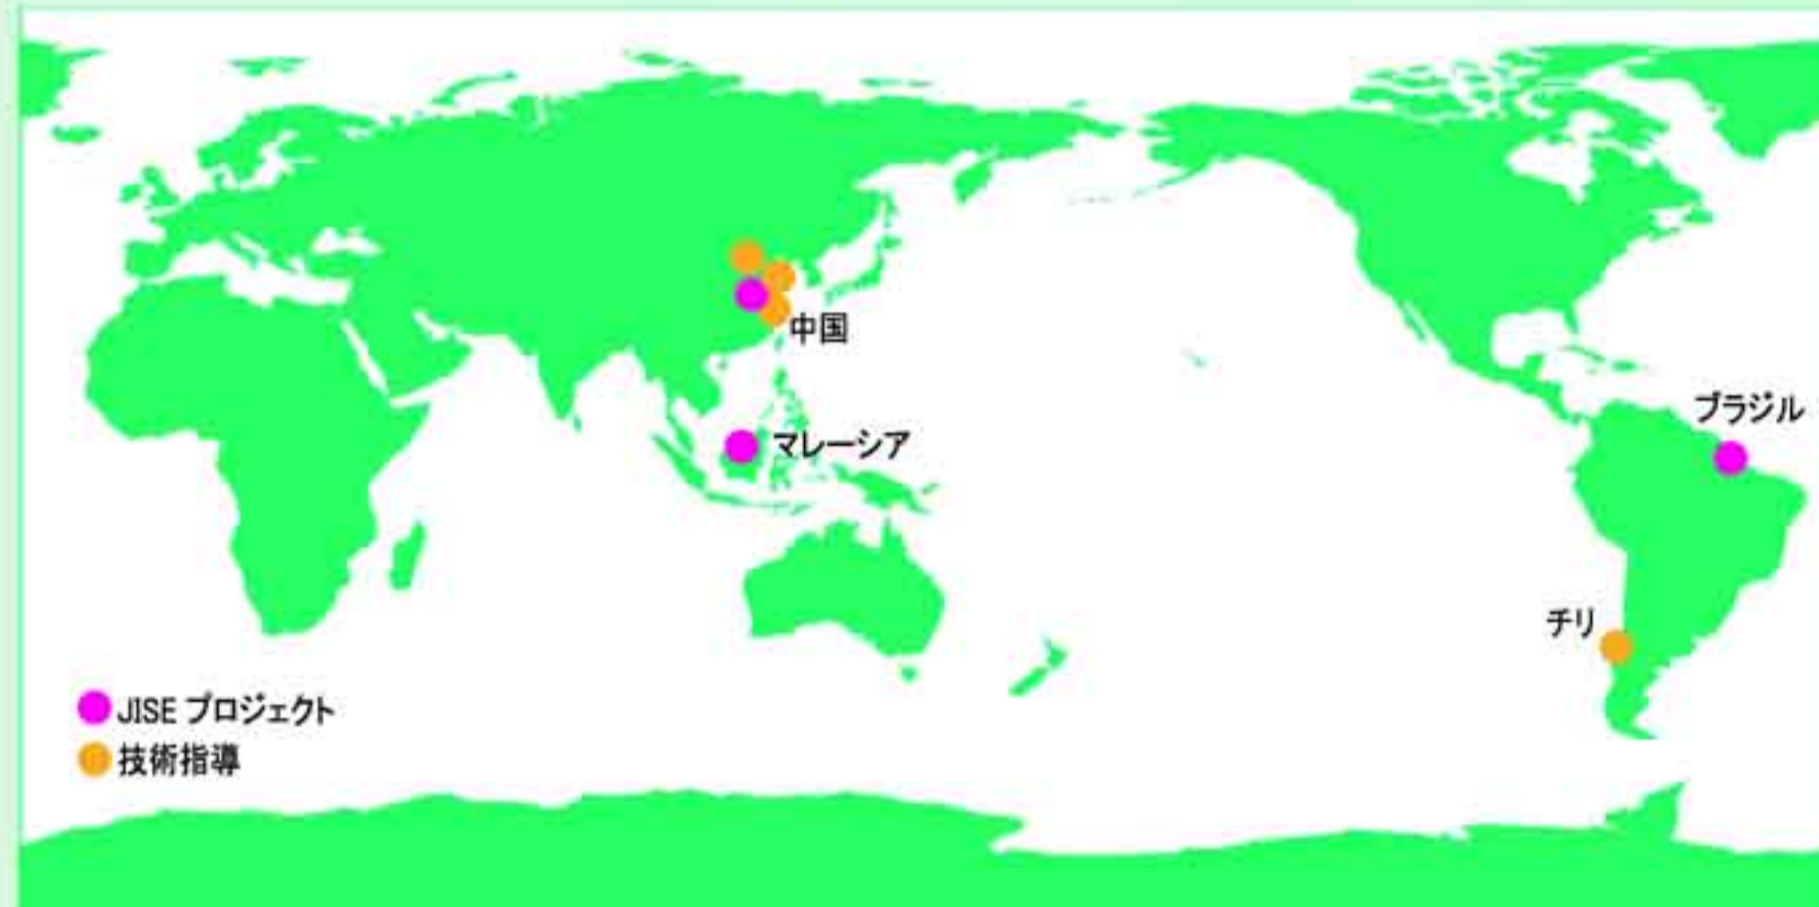 中国
ブラジル
マレーシア
チリ
JISE プロジェクト
技術指導